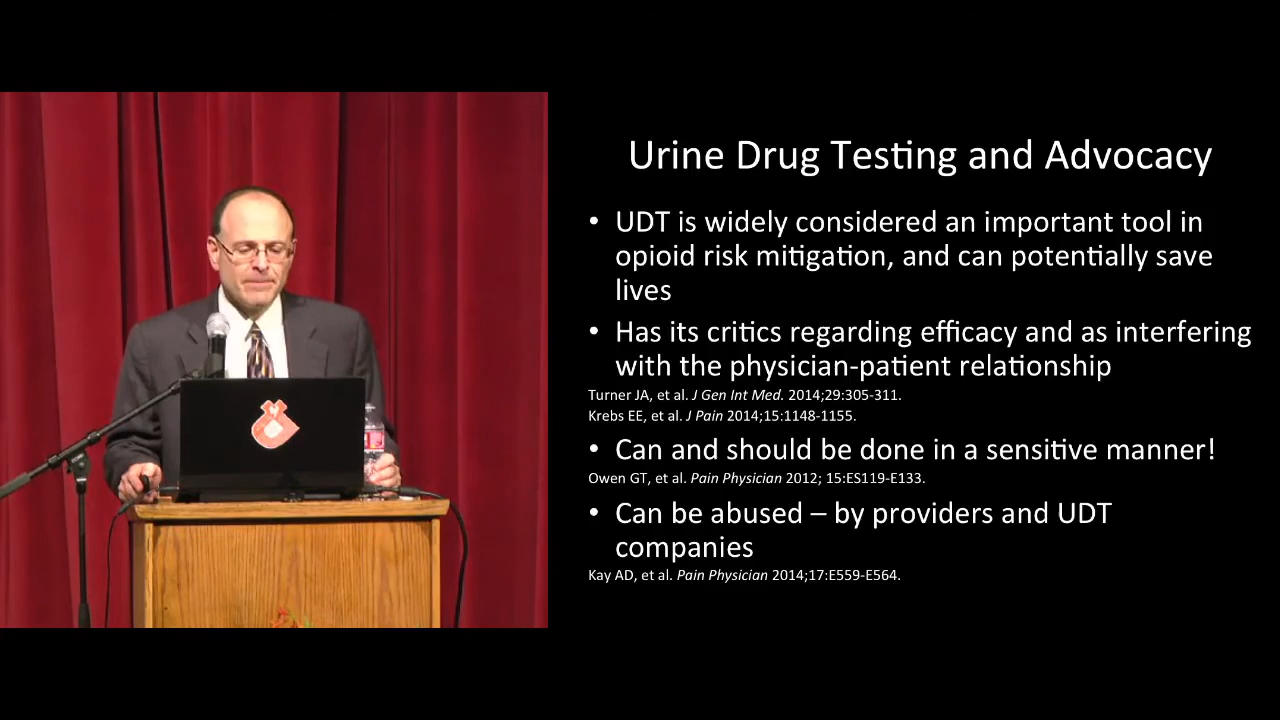 Urine Drug Testing and Advocacy
• UDT is widely considered an important tool in
opioid risk mitigation, and can potentially save
lives
• Has its critics regarding efficacy and as interfering
with the physician-patient relationship
Turner JA, et al. J Gen Int Med. 2014;29:305-311.
Krebs EE, et al. J Pain 2014;15:1148-1155.
• Can and should be done in a sensitive manner!
Owen GT, et al. Pain Physician 2012; 15:ES119-E133.
• Can be abused – by providers and UDT
companies
Kay AD, et al. Pain Physician 2014;17:E559-E564.